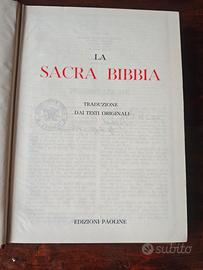 LA
SACRA BIBBIA
TRADUZIONE
DAI TESTI ORIGINALI
EDIZIONI PAOLINE
subito